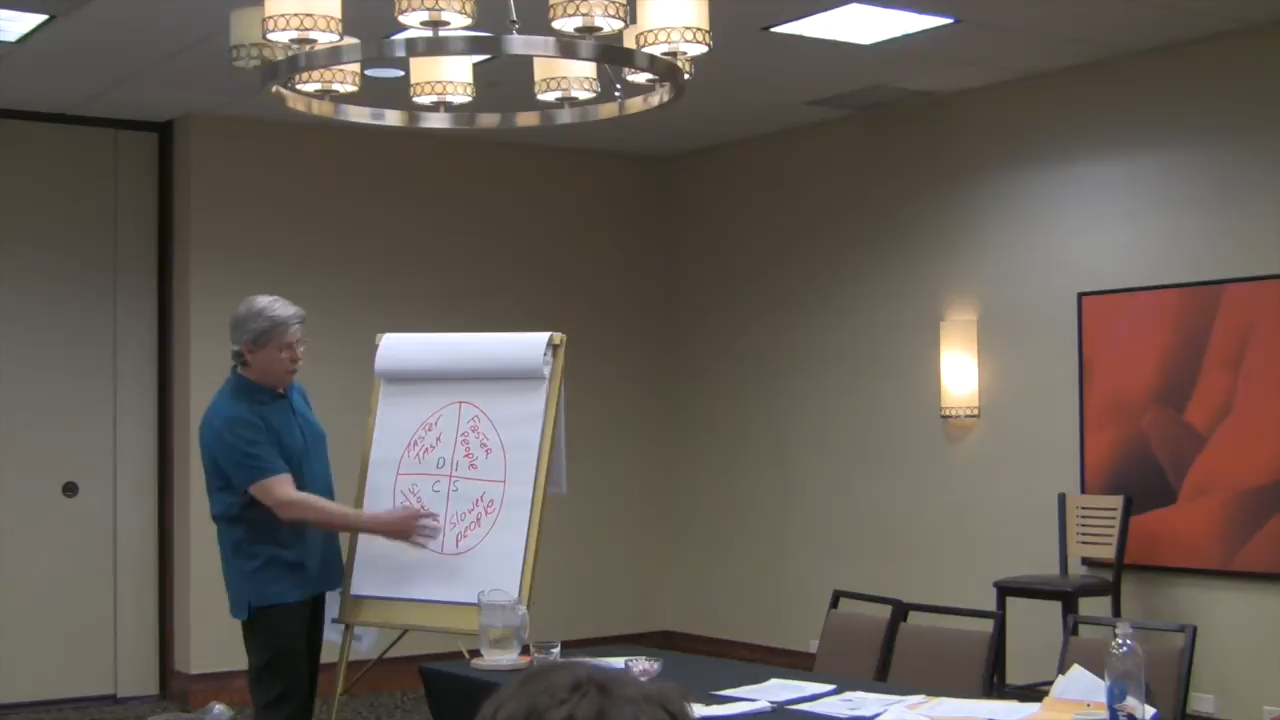 FASTER
TASK
FASTER
People
D I
C S
Slower
people